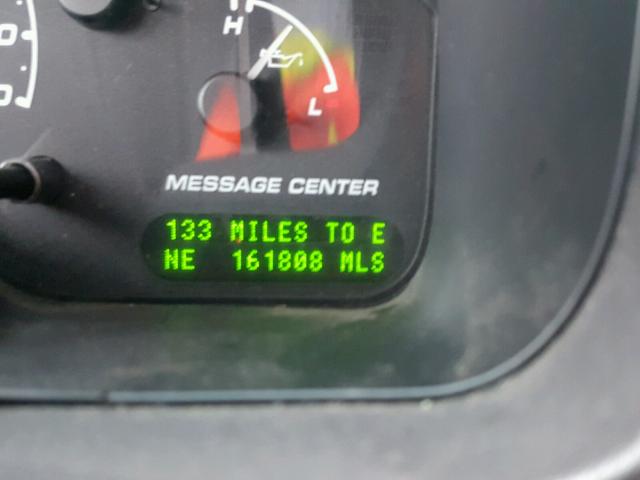 H
L
MESSAGE CENTER
133 MILES TO E
NE 161808 MLS